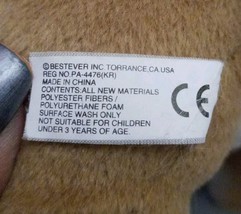 ©BESTEVER INC. TORRANCE, CA. USA
REG NO. PA-4476(KR)
MADE IN CHINA
CONTENTS: ALL NEW MATERIALS
POLYESTER FIBERS /
POLYURETHANE FOAM
SURFACE WASH ONLY
NOT SUITABLE FOR CHILDREN
UNDER 3 YEARS OF AGE.
CE